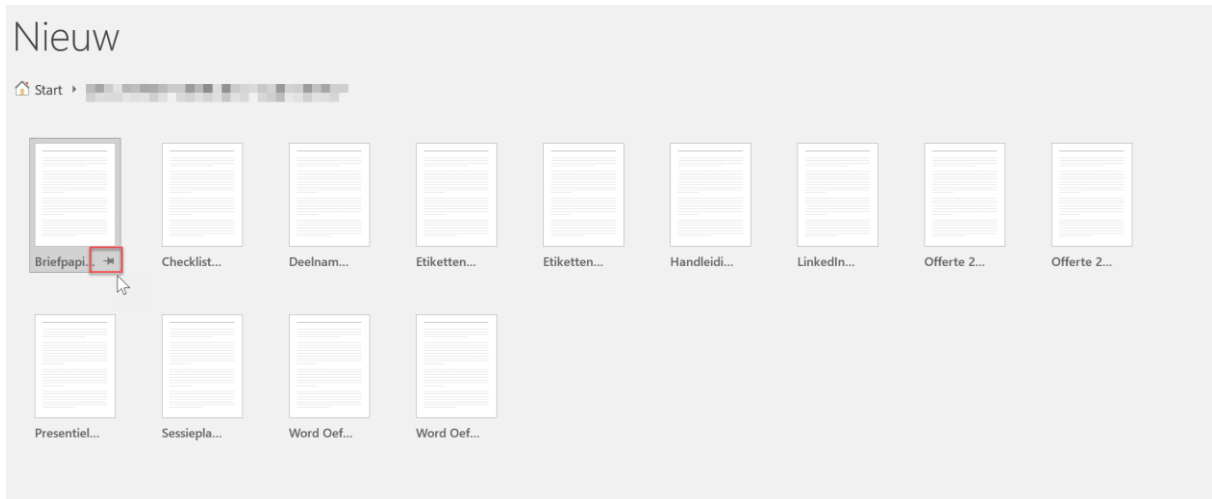 Nieuw
Start
Briefpapi... Checklist... Deelnam... Etiketten... Etiketten... Handleidi... LinkedIn... Offerte 2... Offerte 2...
Presentiel... Sessiepla... Word Oef... Word Oef...